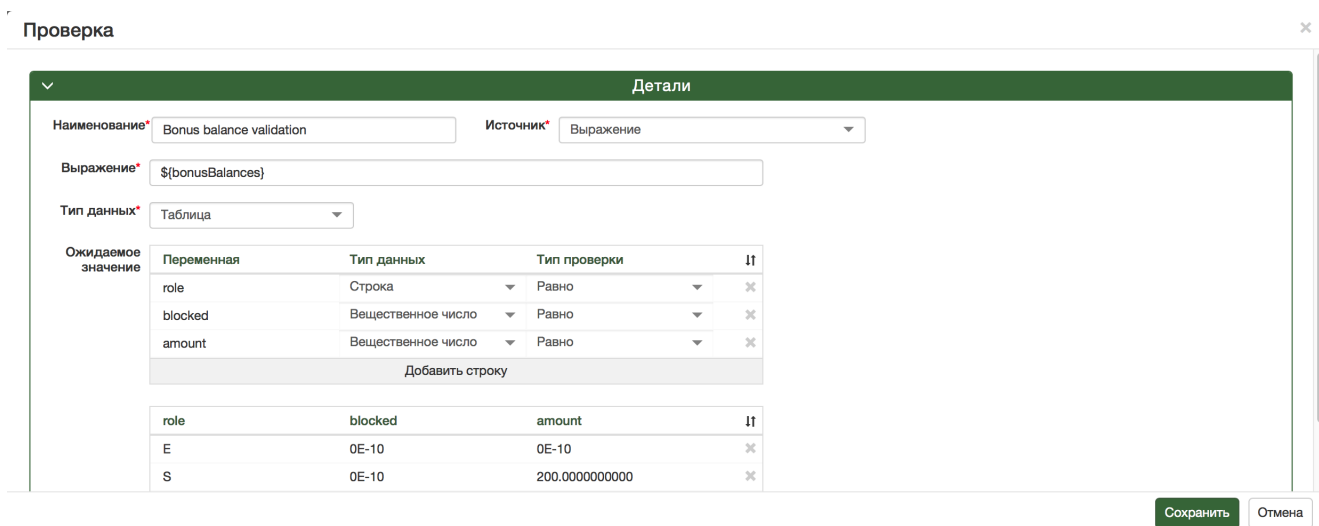 Проверка
Детали
Наименование* Bonus balance validation Источник* Выражение
Выражение* ${bonusBalances}
Тип данных* Таблица
Ожидаемое значение
Переменная Тип данных Тип проверки
role Строка Равно
blocked Вещественное число Равно
amount Вещественное число Равно
Добавить строку
role blocked amount
E 0E-10 0E-10
S 0E-10 200.0000000000
Сохранить Отмена